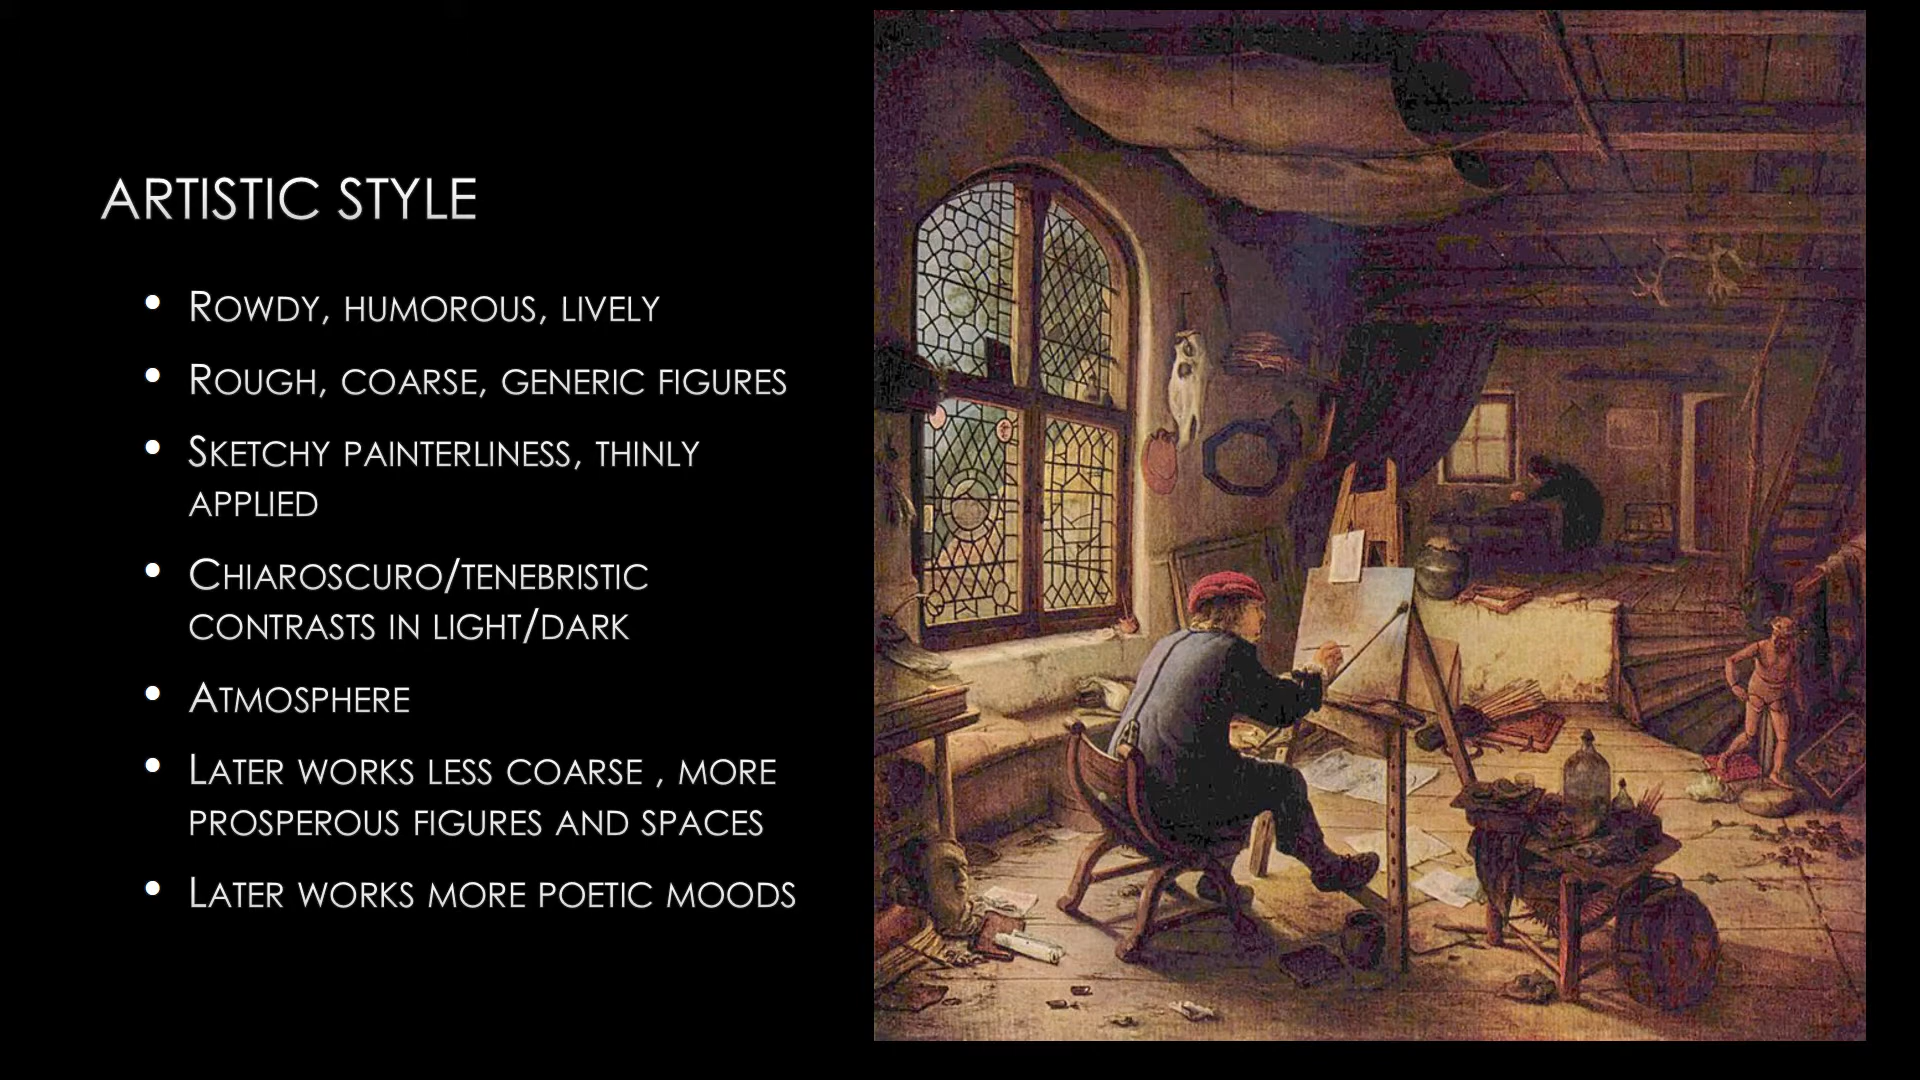 ARTISTIC STYLE
• ROWDY, HUMOROUS, LIVELY
• ROUGH, COARSE, GENERIC FIGURES
• SKETCHY PAINTERLINESS, THINLY
APPLIED
• CHIAROSCURO/TENEBRISTIC
CONTRASTS IN LIGHT/DARK
• ATMOSPHERE
• LATER WORKS LESS COARSE , MORE
PROSPEROUS FIGURES AND SPACES
• LATER WORKS MORE POETIC MOODS